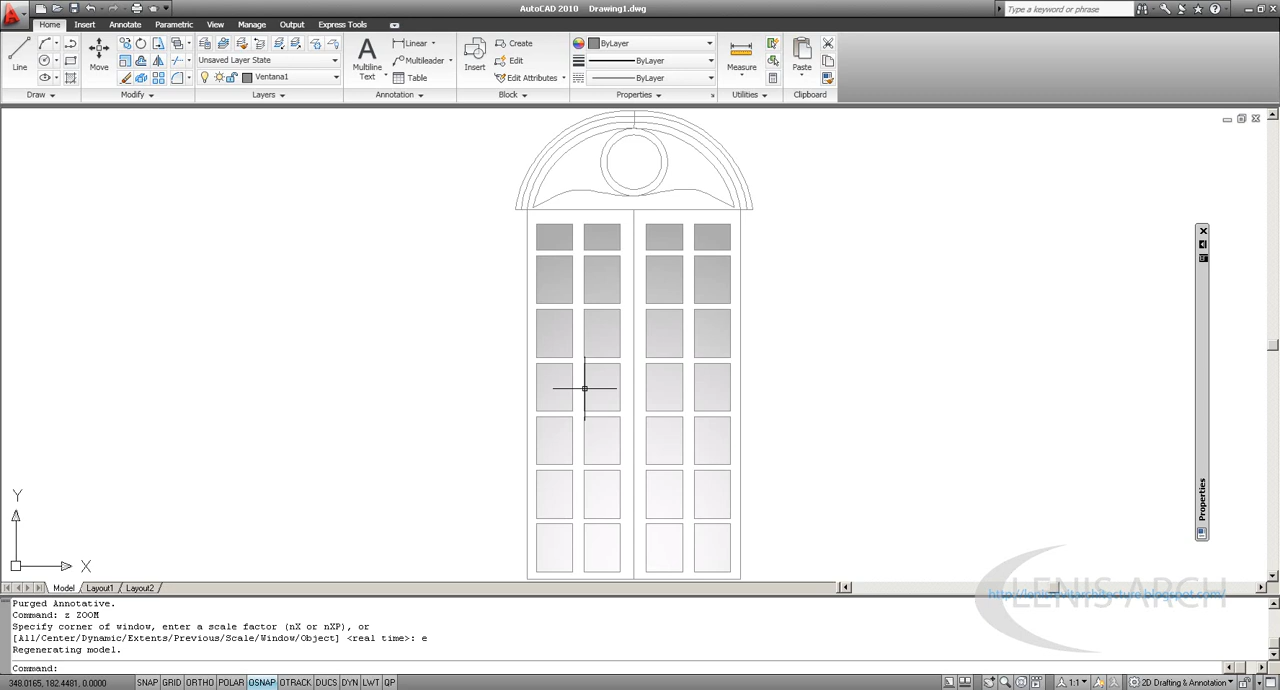 AutoCAD 2010 Drawing1.dwg
Type a keyword or phrase
Home Insert Annotate Parametric View Manage Output Express Tools
Line Move Unsaved Layer State Multiline Text Linear Insert Create ByLayer Measure Paste
Multileader Edit ByLayer
Ventana1 Table Edit Attributes ByLayer
Draw Modify Layers Annotation Block Properties Utilities Clipboard
Properties
Y
X
LENIS ARCH
Model Layout1 Layout2
Purged Annotative.
Command: z ZOOM
Specify corner of window, enter a scale factor (nX or nXP), or
[All/Center/Dynamic/Extents/Previous/Scale/Window/Object] <real time>: e
Regenerating model.
Command:
348.0165, 182.4481, 0.0000 SNAP GRID ORTHO POLAR OSNAP OTRACK DUCS DYN LWT QP 1:1 2D Drafting & Annotation